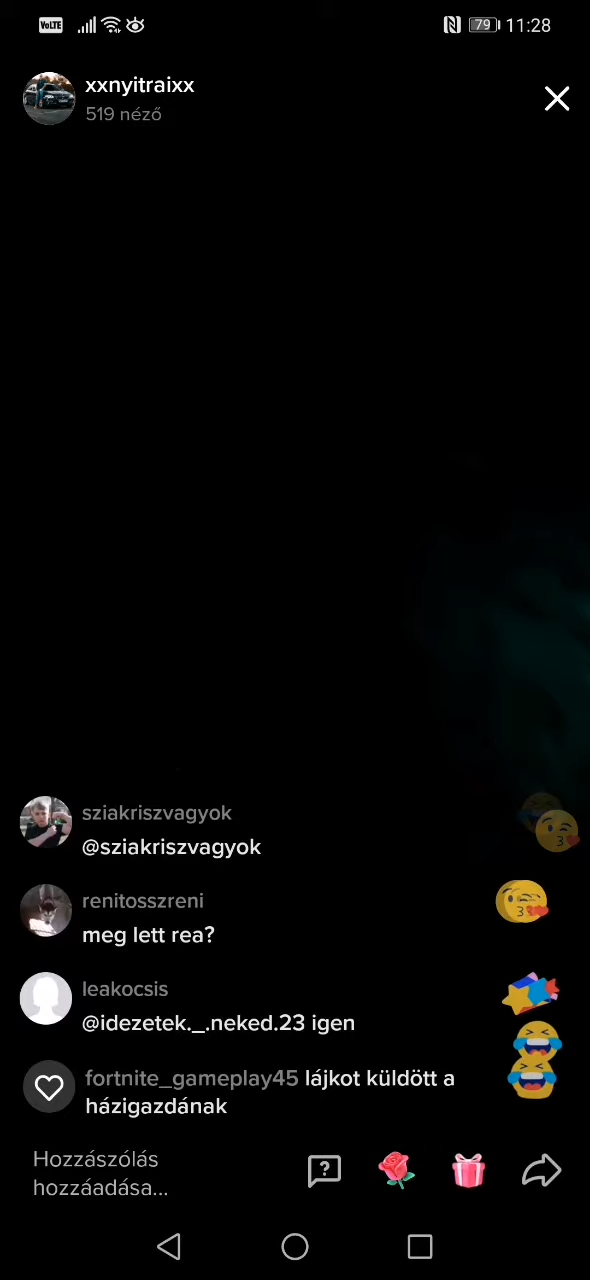 VoLTE 79 11:28
xxnyitraixx
519 néző
sziakriszvagyok
@sziakriszvagyok
renitosszreni
meg lett rea?
leakocsis
@idezetek._.neked.23 igen
fortnite_gameplay45 lájkot küldött a
házigazdának
Hozzászólás
hozzáadása...